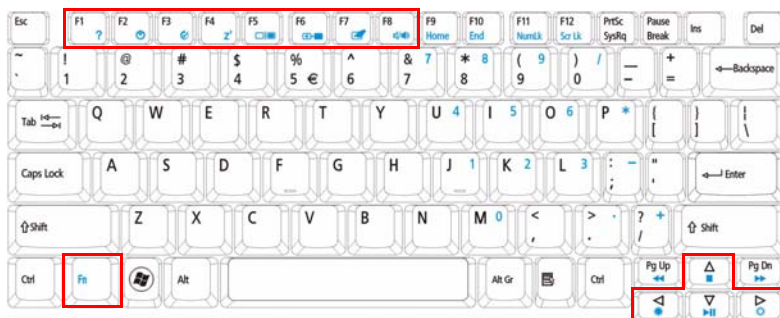 Esc F1 ? F2 F3 F4 zᶻ F5 F6 F7 F8 F9 Home F10 End F11 NumLk F12 Scr Lk PrtSc SysRq Pause Break Ins Del
~ ` ! 1 @ 2 # 3 $ 4 % 5 € ^ 6 & 7 7 * 8 8 ( 9 9 ) 0 / _ - + = Backspace
Tab Q W E R T Y U 4 I 5 O 6 P * { [ } ] | \
Caps Lock A S D F G H J 1 K 2 L 3 : ; - " ' Enter
Shift Z X C V B N M 0 < , > . . ? / + Shift
Ctrl Fn Alt Alt Gr Ctrl Pg Up Pg Dn